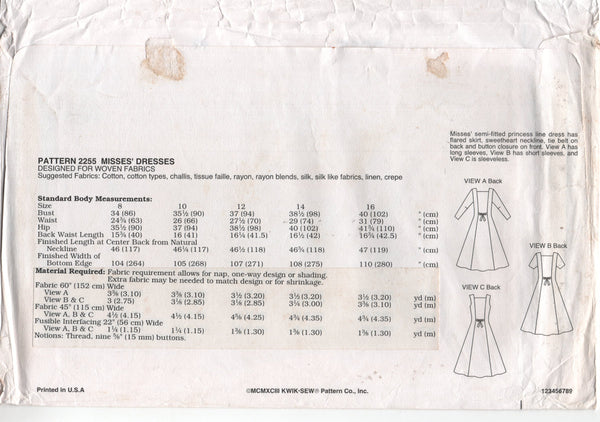 Misses' semi-fitted princess line dress has
flared skirt, sweetheart neckline, tie belt on
back and button closure on front. View A has
long sleeves, View B has short sleeves, and
View C is sleeveless.
PATTERN 2255 MISSES' DRESSES
DESIGNED FOR WOVEN FABRICS
Suggested Fabrics: Cotton, cotton types, challis, tissue faille, rayon, rayon blends, silk, silk like fabrics, linen, crepe
Standard Body Measurements:
Size 8 10 12 14 16
Bust 34 (86) 35½ (90) 37 (94) 38½ (98) 40 (102) " (cm)
Waist 24¾ (63) 26 (66) 27½ (70) 29 (74) 31 (79) " (cm)
Hip 35½ (90) 37 (94) 38½ (98) 40 (102) 41¾ (110) " (cm)
Back Waist Length 15¾ (40) 16 (41) 16¼ (41.5) 16½ (42) 16¾ (42.5) " (cm)
Finished Length at Center Back from Natural
Neckline 46 (117) 46¼ (117) 46½ (118) 46¾ (118) 47 (119) " (cm)
Finished Width of
Bottom Edge 104 (264) 105 (268) 107 (271) 108 (275) 110 (280) " (cm)
Material Required: Fabric requirement allows for nap, one-way design or shading.
Extra fabric may be needed to match design or for shrinkage.
Fabric 60" (152 cm) Wide
View A 3⅜ (3.10) 3⅜ (3.10) 3½ (3.20) 3½ (3.20) 3½ (3.20) yd (m)
View B & C 3 (2.75) 3⅛ (2.85) 3⅛ (2.85) 3¼ (3.00) 3⅜ (3.10) yd (m)
Fabric 45" (115 cm) Wide
View A, B & C 4½ (4.15) 4½ (4.15) 4⅝ (4.25) 4¾ (4.35) 4¾ (4.35) yd (m)
Fusible Interfacing 22" (56 cm) Wide
View A, B & C 1¼ (1.15) 1¼ (1.15) 1⅜ (1.30) 1⅜ (1.30) 1⅜ (1.30) yd (m)
Notions: Thread, nine ⅝" (15 mm) buttons.
VIEW A Back
VIEW B Back
VIEW C Back
Printed in U.S.A
©MCMXCIII KWIK-SEW® Pattern Co., Inc.
123456789